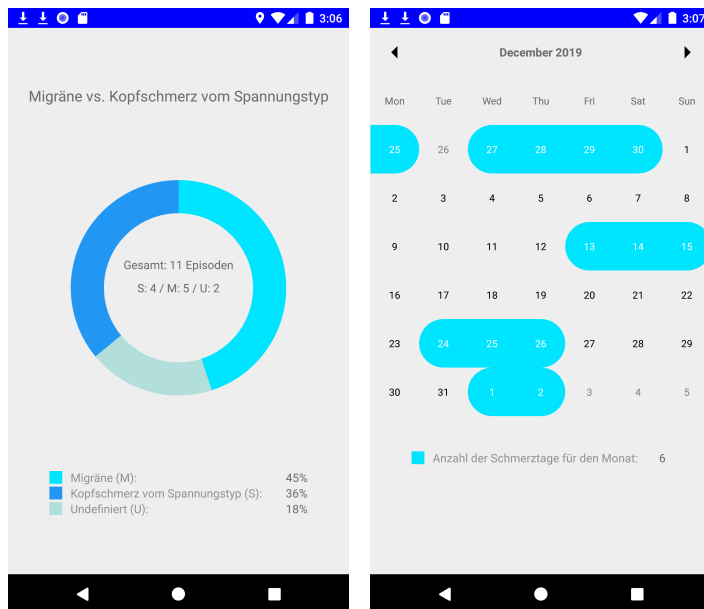 3:06
Migräne vs. Kopfschmerz vom Spannungstyp
Gesamt: 11 Episoden
S: 4 / M: 5 / U: 2
Migräne (M): 45%
Kopfschmerz vom Spannungstyp (S): 36%
Undefiniert (U): 18%
3:07
December 2019
Mon Tue Wed Thu Fri Sat Sun
25 26 27 28 29 30 1
2 3 4 5 6 7 8
9 10 11 12 13 14 15
16 17 18 19 20 21 22
23 24 25 26 27 28 29
30 31 1 2 3 4 5
Anzahl der Schmerztage für den Monat: 6